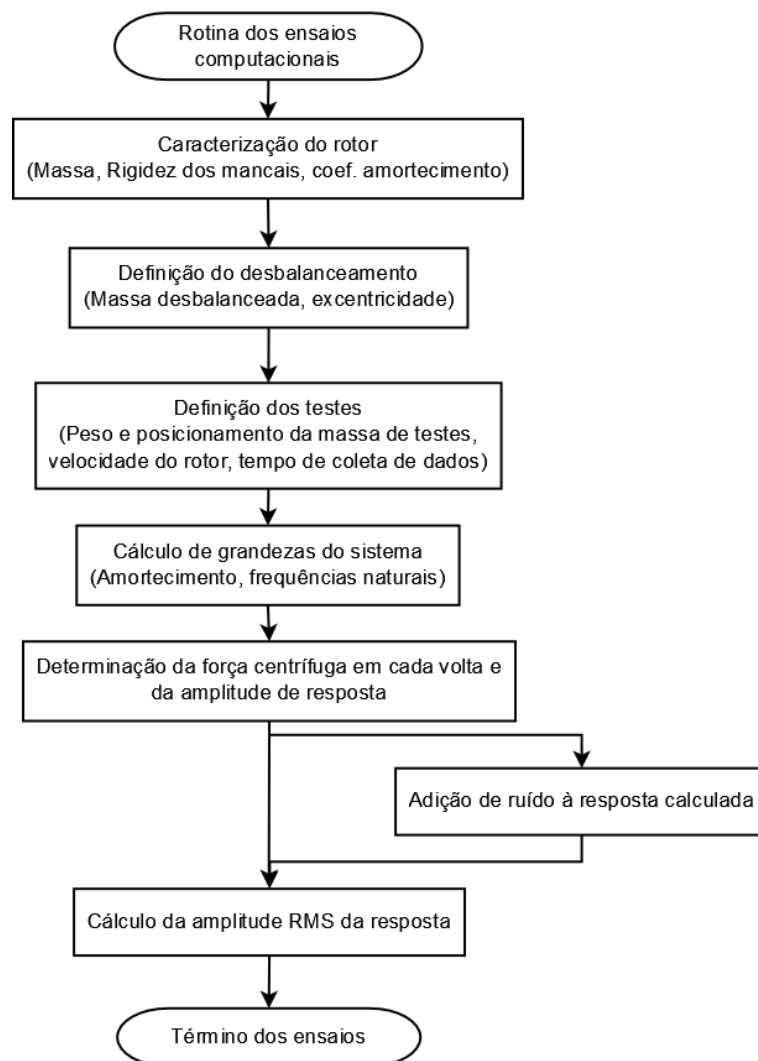 Rotina dos ensaios
computacionais
Caracterização do rotor
(Massa, Rigidez dos mancais, coef. amortecimento)
Definição do desbalanceamento
(Massa desbalanceada, excentricidade)
Definição dos testes
(Peso e posicionamento da massa de testes,
velocidade do rotor, tempo de coleta de dados)
Cálculo de grandezas do sistema
(Amortecimento, frequências naturais)
Determinação da força centrífuga em cada volta e
da amplitude de resposta
Adição de ruído à resposta calculada
Cálculo da amplitude RMS da resposta
Término dos ensaios